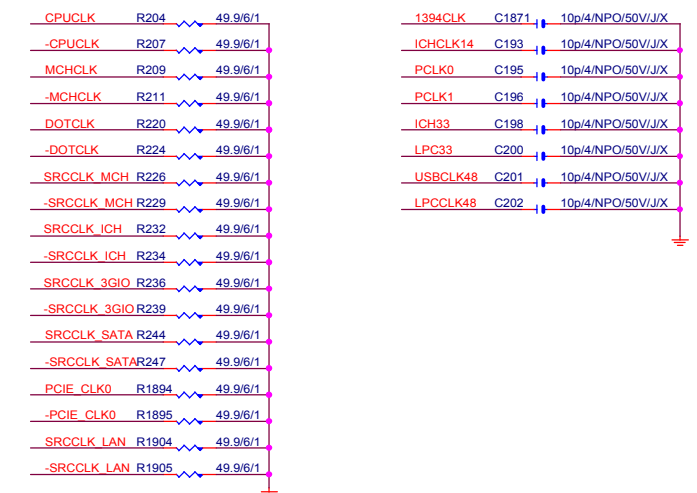 CPUCLK R204 49.9/6/1
-CPUCLK R207 49.9/6/1
MCHCLK R209 49.9/6/1
-MCHCLK R211 49.9/6/1
DOTCLK R220 49.9/6/1
-DOTCLK R224 49.9/6/1
SRCCLK_MCH R226 49.9/6/1
-SRCCLK_MCH R229 49.9/6/1
SRCCLK_ICH R232 49.9/6/1
-SRCCLK_ICH R234 49.9/6/1
SRCCLK_3GIO R236 49.9/6/1
-SRCCLK_3GIO R239 49.9/6/1
SRCCLK_SATA R244 49.9/6/1
-SRCCLK_SATA R247 49.9/6/1
PCIE_CLK0 R1894 49.9/6/1
-PCIE_CLK0 R1895 49.9/6/1
SRCCLK_LAN R1904 49.9/6/1
-SRCCLK_LAN R1905 49.9/6/1
1394CLK C1871 10p/4/NPO/50V/J/X
ICHCLK14 C193 10p/4/NPO/50V/J/X
PCLK0 C195 10p/4/NPO/50V/J/X
PCLK1 C196 10p/4/NPO/50V/J/X
ICH33 C198 10p/4/NPO/50V/J/X
LPC33 C200 10p/4/NPO/50V/J/X
USBCLK48 C201 10p/4/NPO/50V/J/X
LPCCLK48 C202 10p/4/NPO/50V/J/X